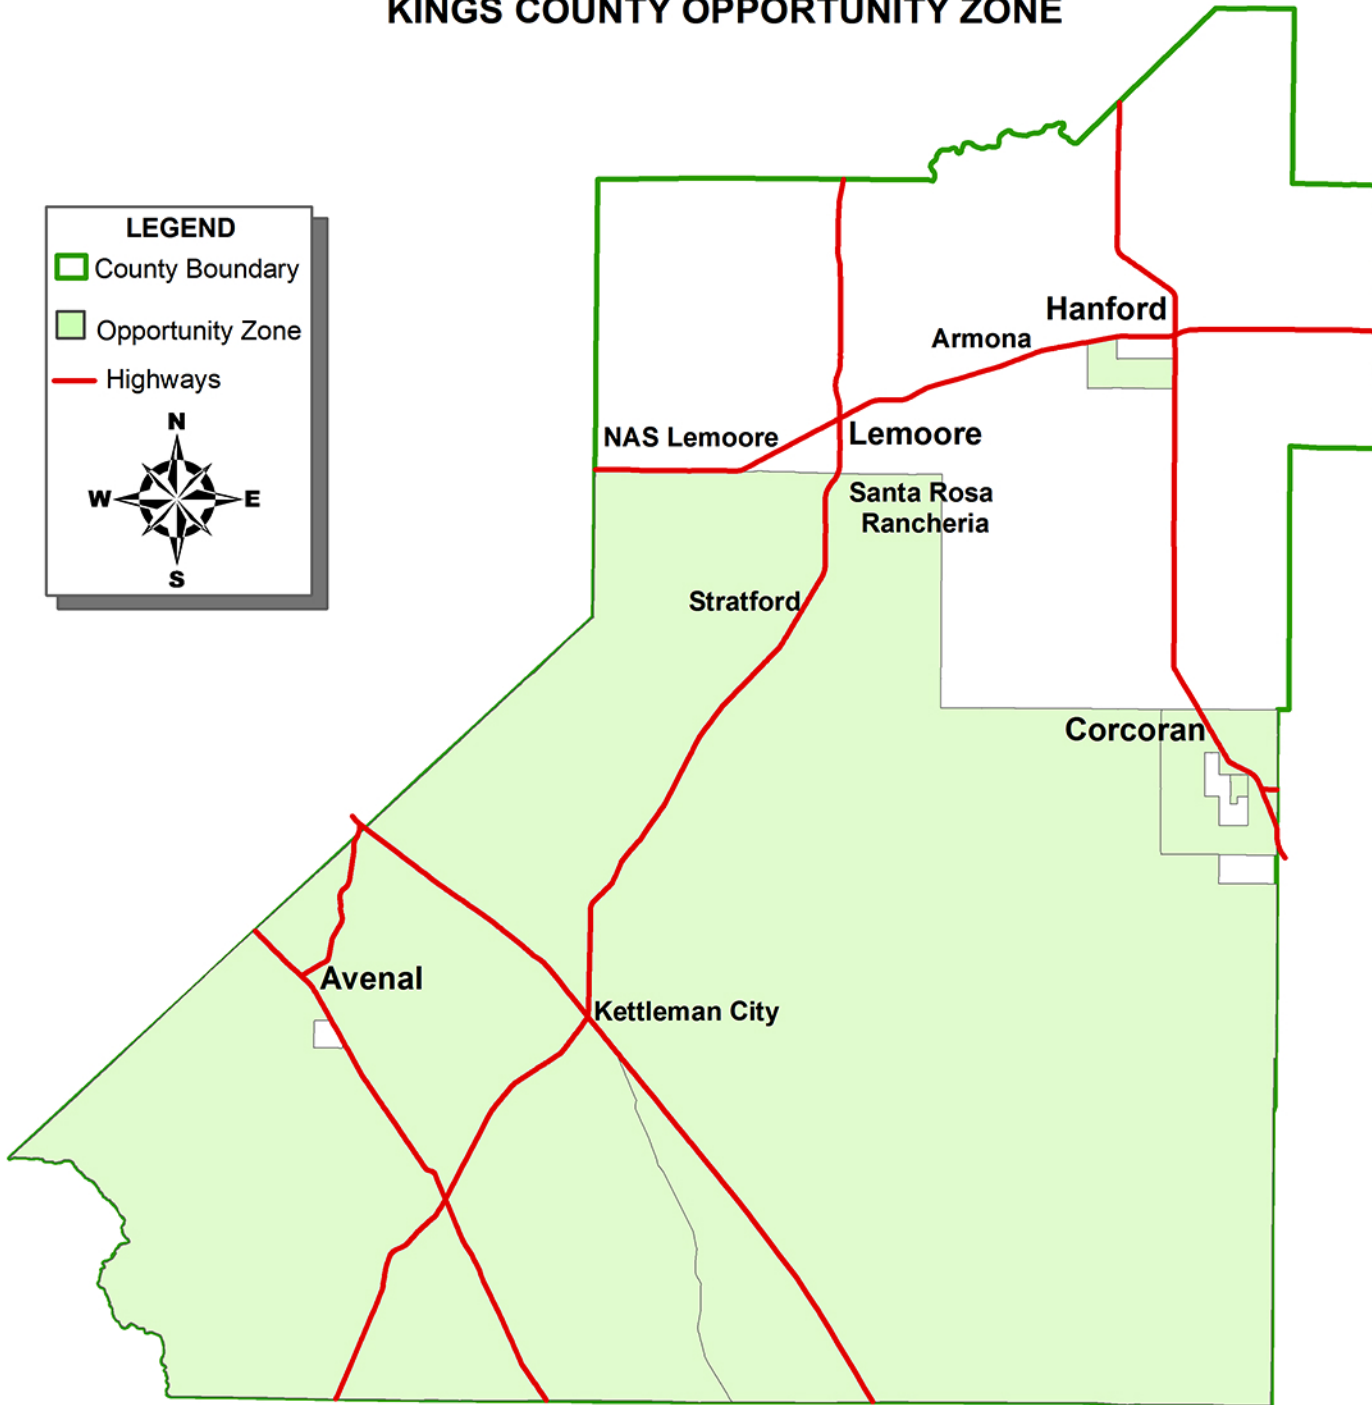 KINGS COUNTY OPPORTUNITY ZONE
LEGEND
County Boundary
Opportunity Zone
Highways
N
W
E
S
Hanford
Armona
NAS Lemoore
Lemoore
Santa Rosa
Rancheria
Stratford
Corcoran
Avenal
Kettleman City